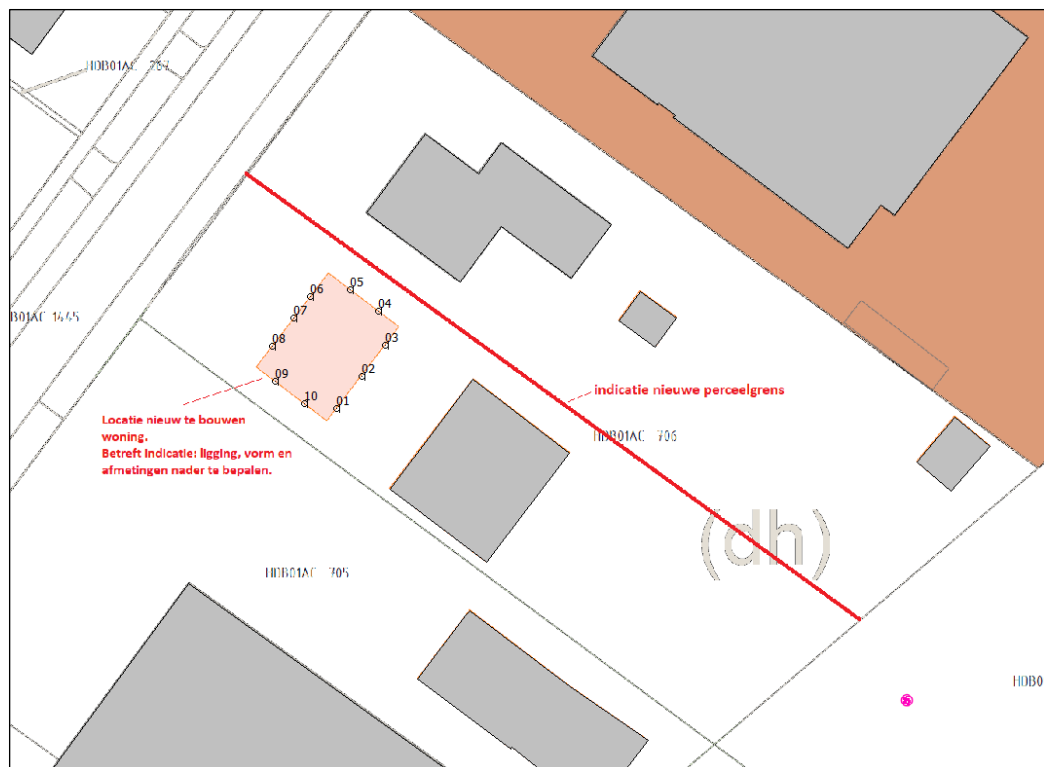 HDB01AC 767
05
06
04
07
B01AC 1445
03
08
02
09
indicatie nieuwe perceelgrens
10
01
Locatie nieuw te bouwen
woning.
Betreft indicatie: ligging, vorm en
afmetingen nader te bepalen.
HDB01AC 706
(dh)
HDB01AC 705
HDB0